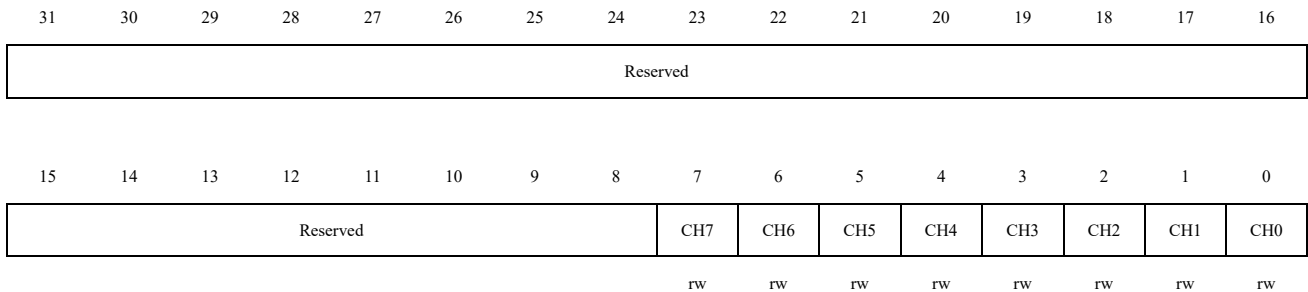 31 30 29 28 27 26 25 24 23 22 21 20 19 18 17 16
Reserved
15 14 13 12 11 10 9 8 7 6 5 4 3 2 1 0
Reserved CH7 CH6 CH5 CH4 CH3 CH2 CH1 CH0
rw rw rw rw rw rw rw rw